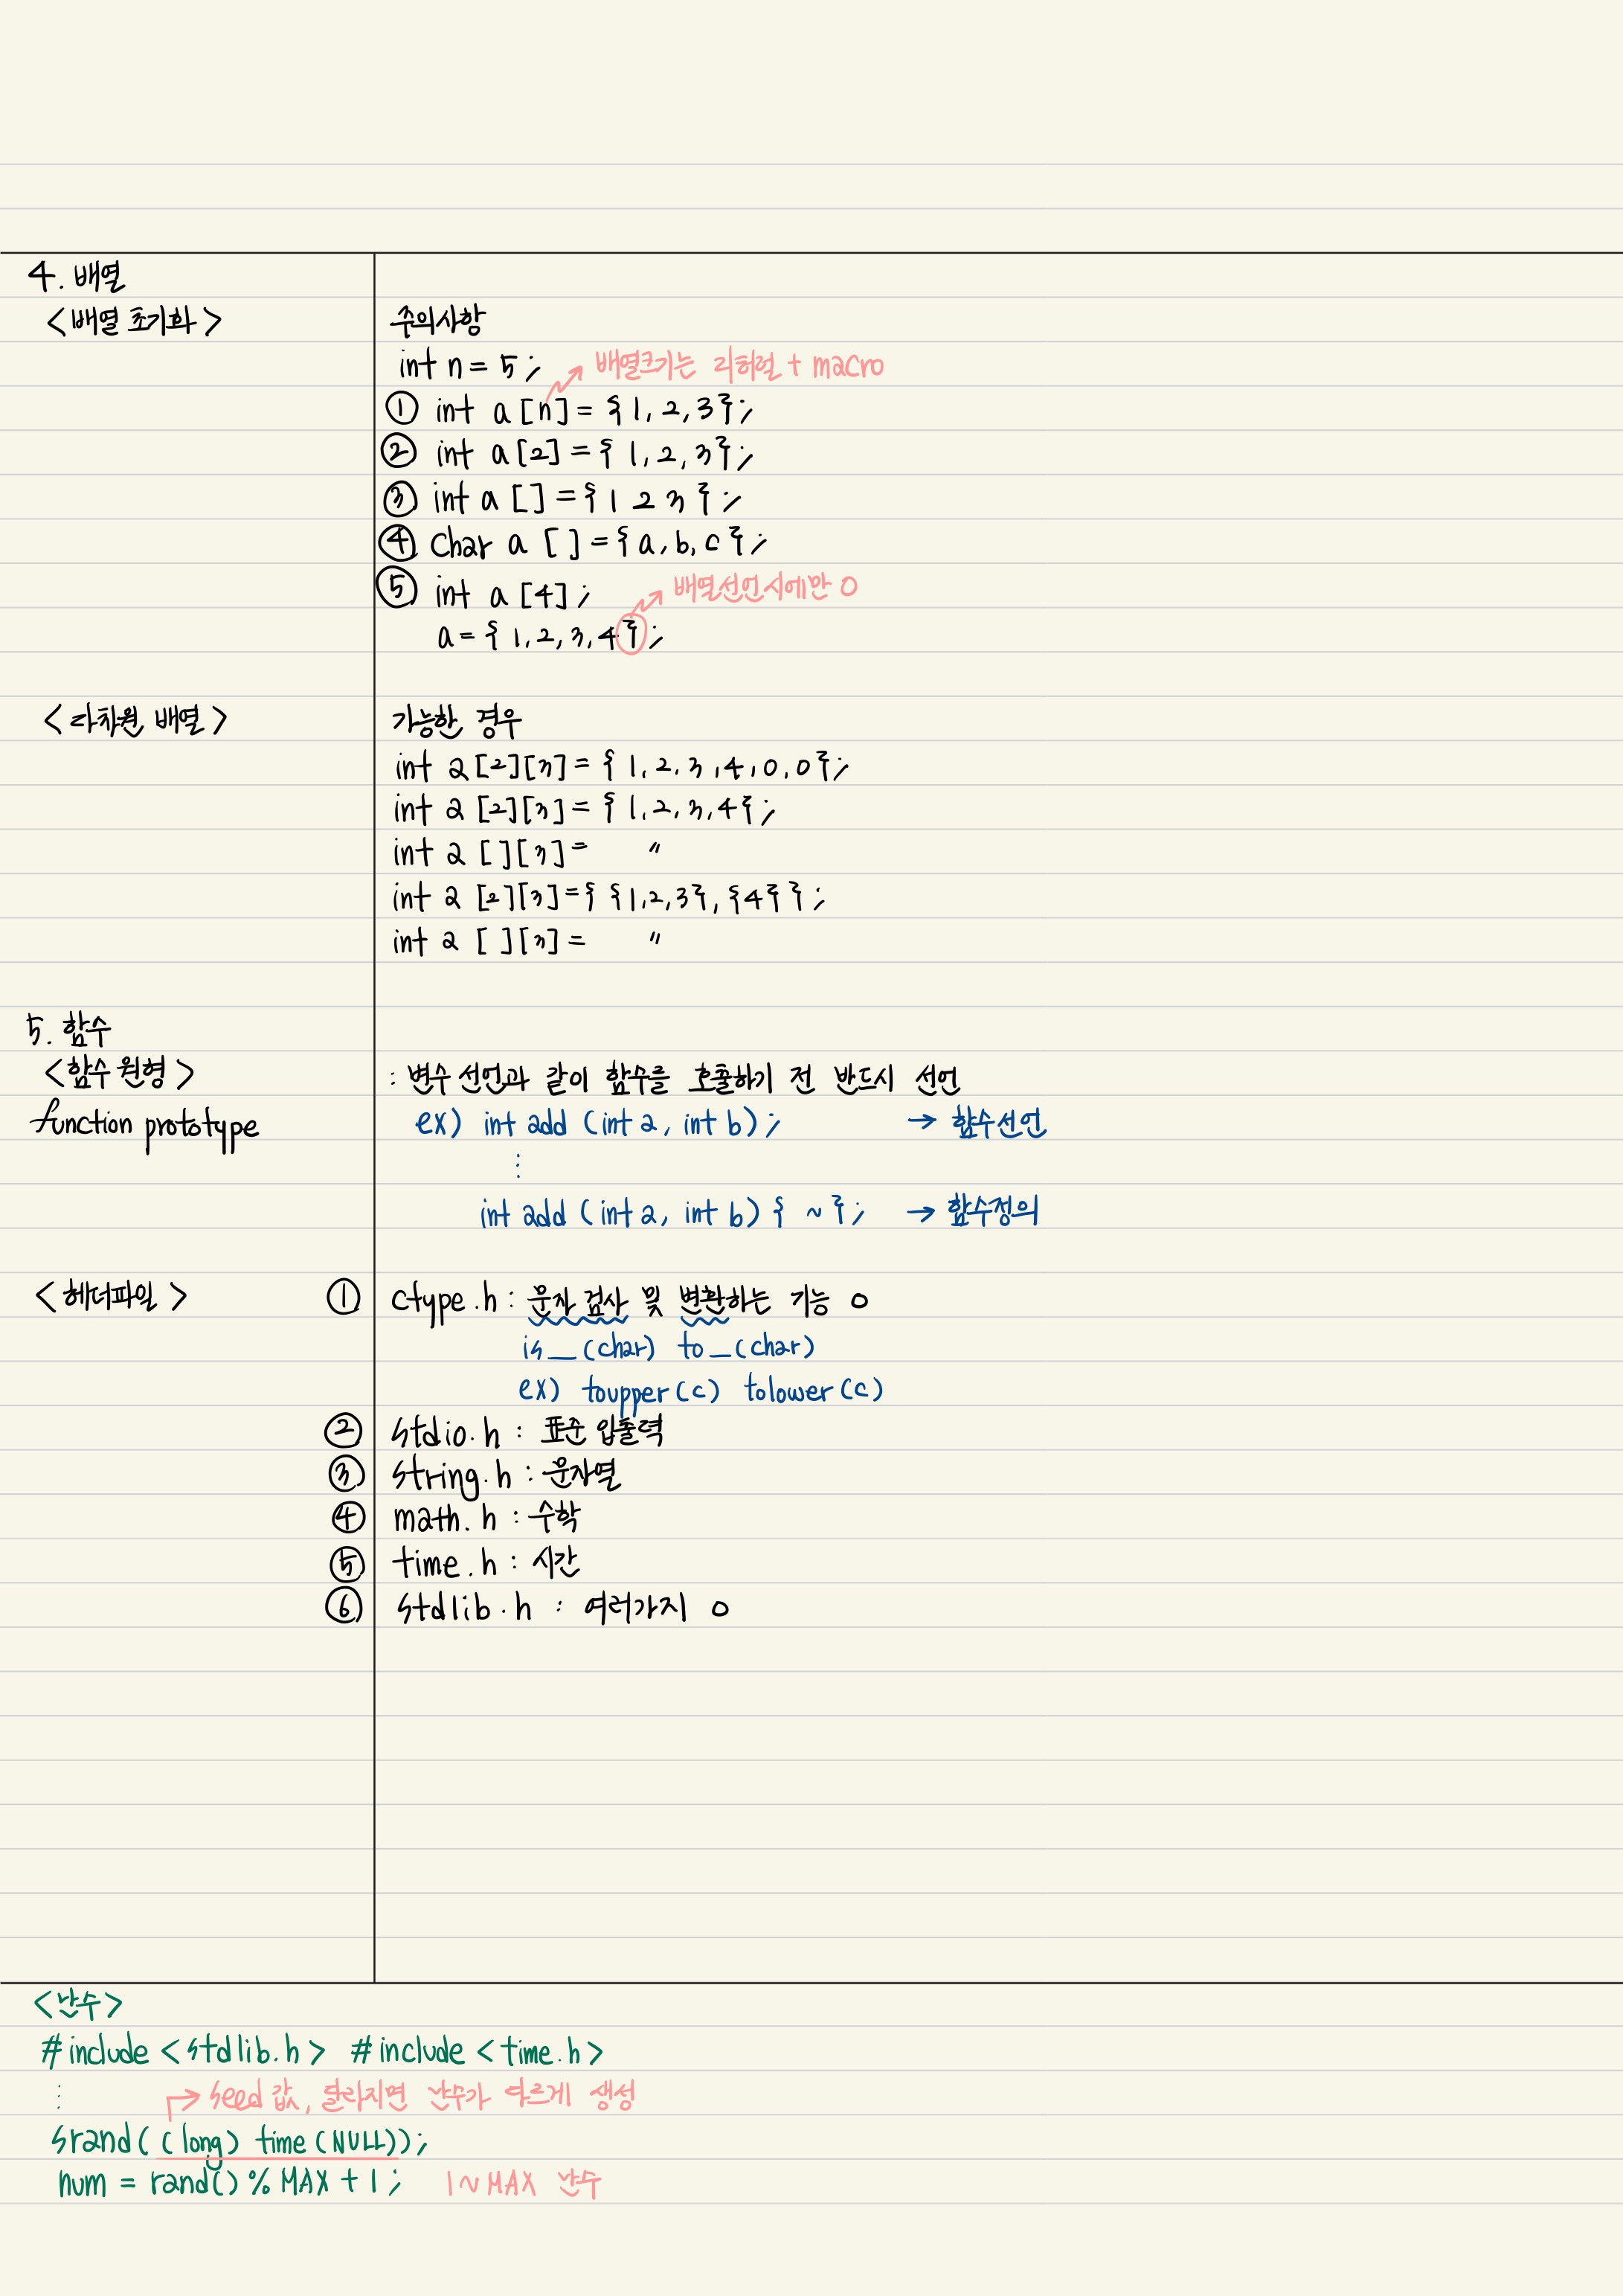 4. 배열
<배열 초기화>
주의사항
int n = 5;
배열크기는 리터럴 + macro
① int a [n] = {1, 2, 3};
② int a [2] = {1, 2, 3};
③ int a [] = {1 2 3};
④ char a [] = {a, b, c};
⑤ int a [4];
배열선언시에만 O
a = {1, 2, 3, 4};
<다차원 배열>
가능한 경우
int a [2][3] = {1, 2, 3, 4, 0, 0};
int a [2][3] = {1, 2, 3, 4};
int a [][3] = "
int a [2][3] = { {1, 2, 3}, {4} };
int a [ ][3] = "
5. 함수
<함수 원형>
: 변수 선언과 같이 함수를 호출하기 전 반드시 선언
function prototype
ex) int add (int a, int b); → 함수선언
⋮
int add (int a, int b) { ~ }; → 함수정의
<헤더파일>
① ctype.h : 문자 검사 및 변환하는 기능 O
is__(char) to_(char)
ex) toupper(c) tolower(c)
② stdio.h : 표준 입출력
③ string.h : 문자열
④ math.h : 수학
⑤ time.h : 시간
⑥ stdlib.h : 여러가지 O
<난수>
#include <stdlib.h> #include <time.h>
⋮
→ seed 값, 달라지면 난수가 다르게 생성
srand( (long) time (NULL));
num = rand() % MAX + 1; 1~MAX 난수